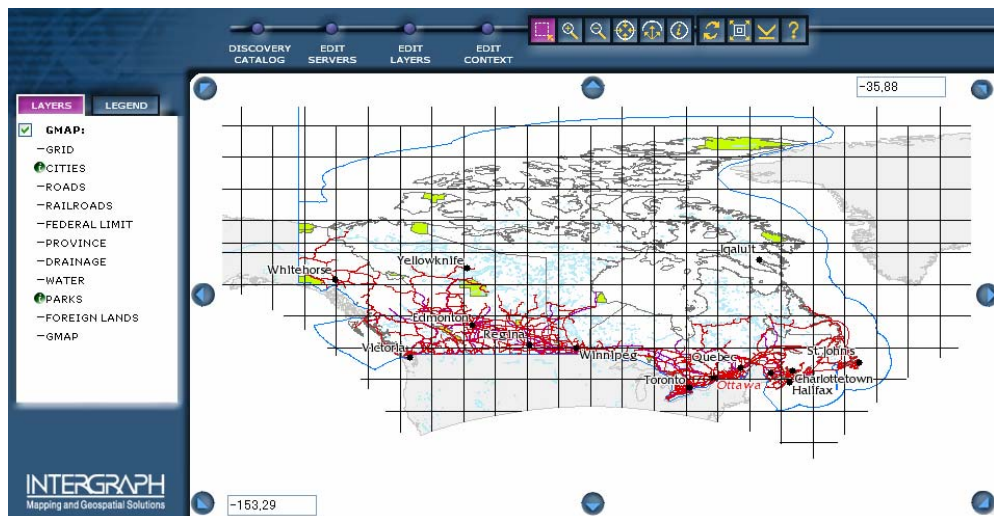 DISCOVERY CATALOG
EDIT SERVERS
EDIT LAYERS
EDIT CONTEXT
?
-35,88
LAYERS
LEGEND
GMAP:
GRID
CITIES
ROADS
RAILROADS
FEDERAL LIMIT
PROVINCE
DRAINAGE
WATER
PARKS
FOREIGN LANDS
GMAP
Iqaluit
Yellowknife
Whitehorse
Edmonton
Regina
Victoria
Winnipeg
Quebec
St. John's
Toronto
Ottawa
Charlottetown
Halifax
INTERGRAPH
Mapping and Geospatial Solutions
-153,29